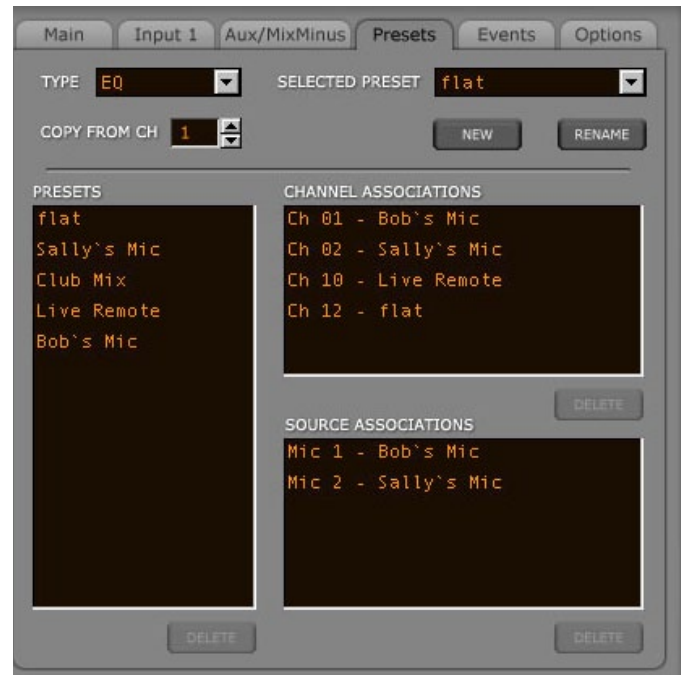 Main Input 1 Aux/MixMinus Presets Events Options
TYPE EQ SELECTED PRESET flat
COPY FROM CH 1 NEW RENAME
PRESETS
flat
Sally`s Mic
Club Mix
Live Remote
Bob`s Mic
DELETE
CHANNEL ASSOCIATIONS
Ch 01 - Bob`s Mic
Ch 02 - Sally`s Mic
Ch 10 - Live Remote
Ch 12 - flat
DELETE
SOURCE ASSOCIATIONS
Mic 1 - Bob`s Mic
Mic 2 - Sally`s Mic
DELETE